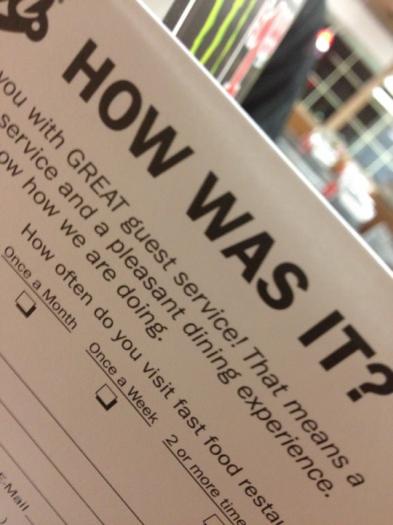 HOW WAS IT?
you with GREAT guest service! That means a
service and a pleasant dining experience.
ow how we are doing.
How often do you visit fast food restau
Once a Month
Once a Week
2 or more time
E-Mail